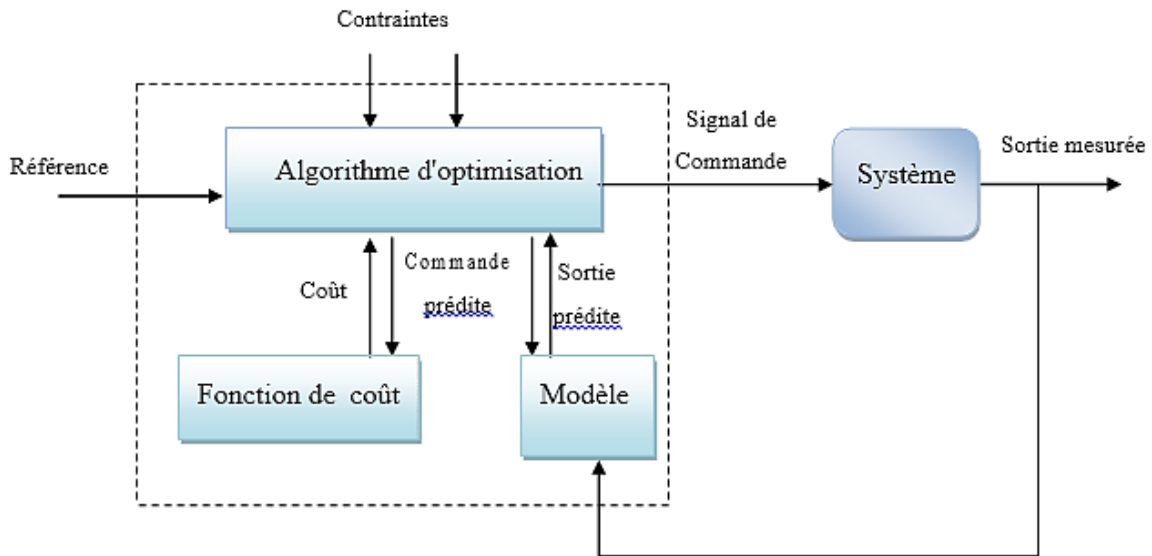 Contraintes
Référence
Algorithme d'optimisation
Signal de
Commande
Système
Sortie mesurée
Coût
Commande
prédite
Sortie
prédite
Fonction de coût
Modèle